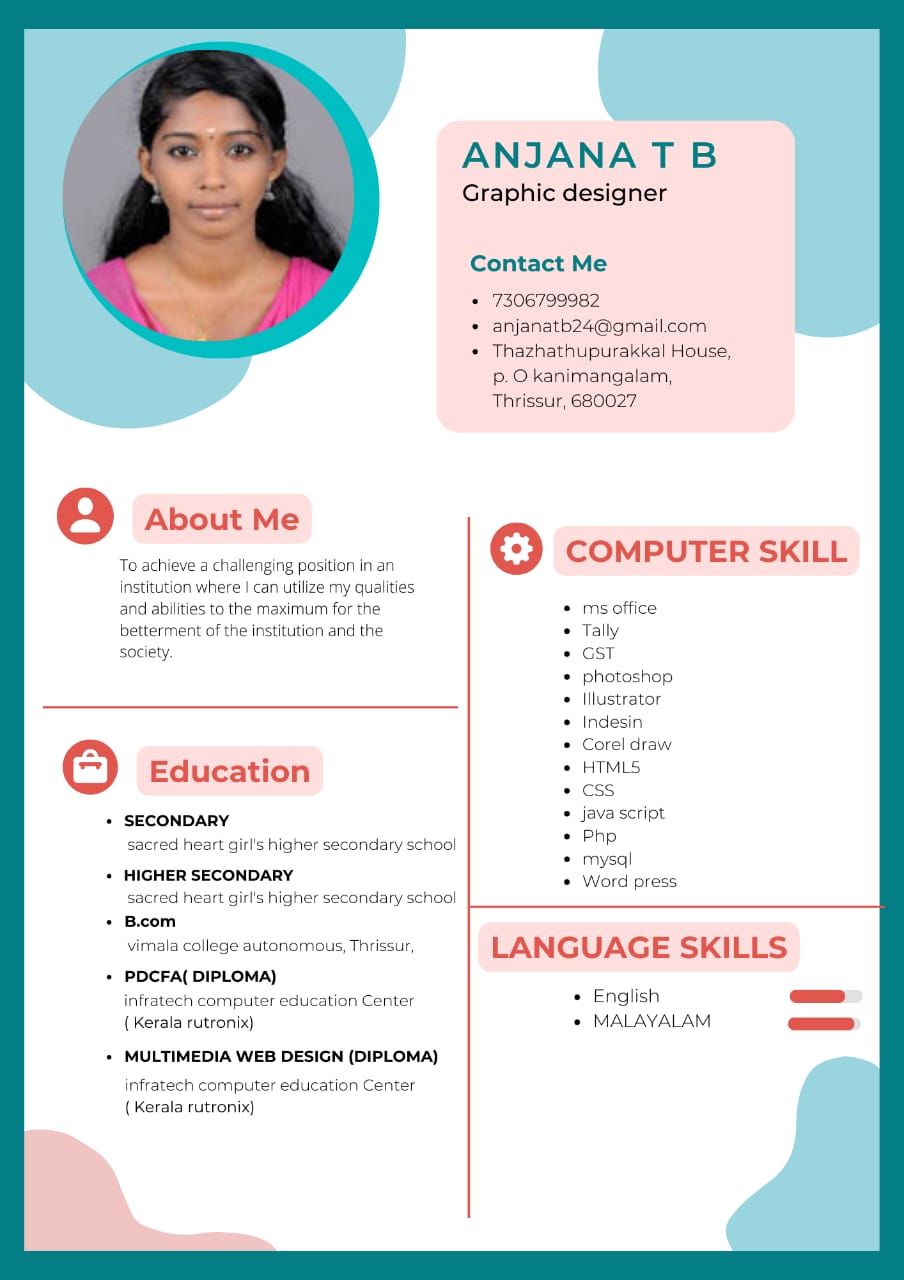 ANJANA T B
Graphic designer
Contact Me
7306799982
anjanatb24@gmail.com
Thazhathupurakkal House,
p. O kanimangalam,
Thrissur, 680027
About Me
To achieve a challenging position in an
institution where I can utilize my qualities
and abilities to the maximum for the
betterment of the institution and the
society.
Education
SECONDARY
sacred heart girl's higher secondary school
HIGHER SECONDARY
sacred heart girl's higher secondary school
B.com
vimala college autonomous, Thrissur,
PDCFA( DIPLOMA)
infratech computer education Center
( Kerala rutronix)
MULTIMEDIA WEB DESIGN (DIPLOMA)
infratech computer education Center
( Kerala rutronix)
COMPUTER SKILL
ms office
Tally
GST
photoshop
Illustrator
Indesin
Corel draw
HTML5
CSS
java script
Php
mysql
Word press
LANGUAGE SKILLS
English
MALAYALAM